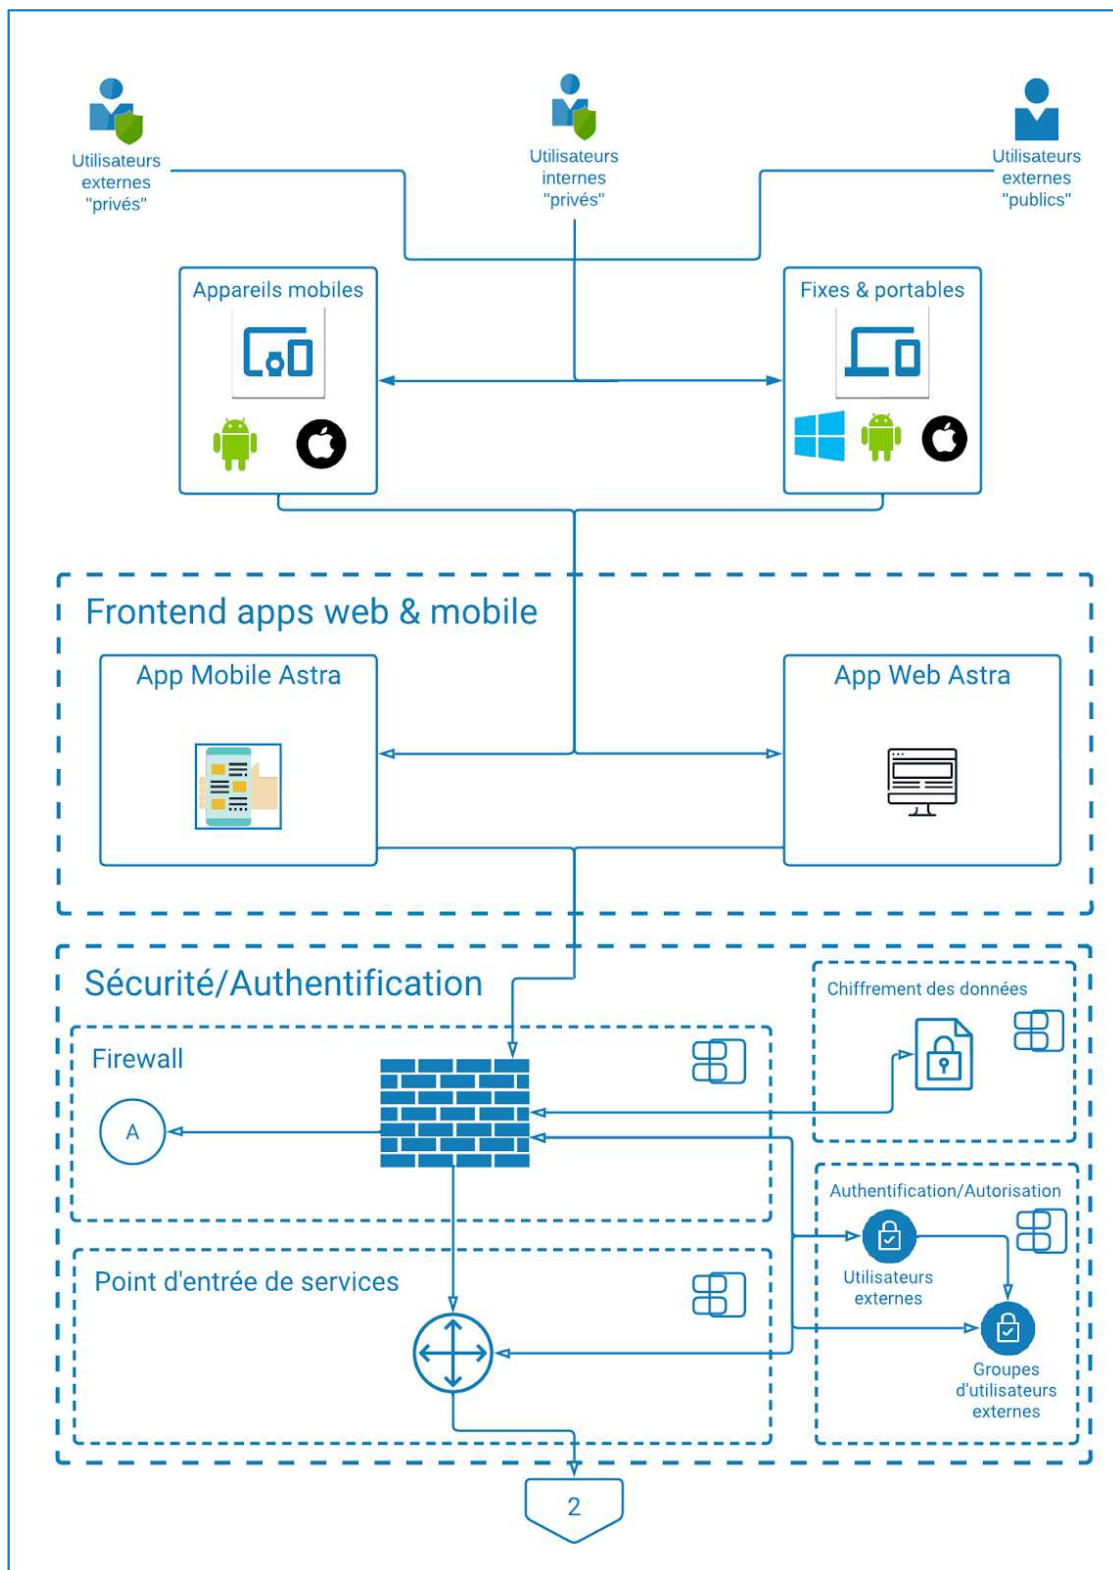 Utilisateurs
externes
"privés"
Utilisateurs
internes
"privés"
Utilisateurs
externes
"publics"
Appareils mobiles
Fixes & portables
Frontend apps web & mobile
App Mobile Astra
App Web Astra
Sécurité/Authentification
Chiffrement des données
Firewall
A
Authentification/Autorisation
Utilisateurs
externes
Point d'entrée de services
Groupes
d'utilisateurs
externes
2